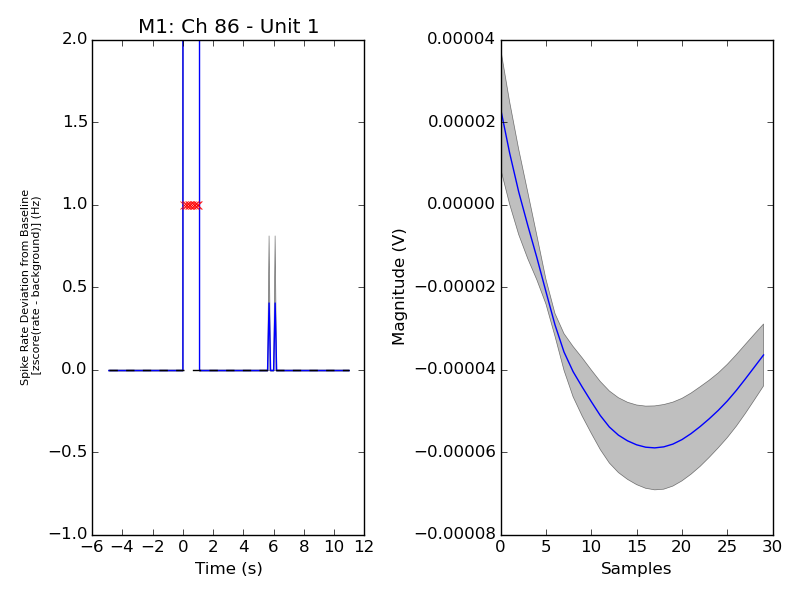 M1: Ch 86 - Unit 1
2.0
1.5
1.0
0.5
0.0
−0.5
−1.0
−6 −4 −2 0 2 4 6 8 10 12
Time (s)
Spike Rate Deviation from Baseline
[zscore(rate - background)] (Hz)
0.00004
0.00002
0.00000
−0.00002
−0.00004
−0.00006
−0.00008
0 5 10 15 20 25 30
Samples
Magnitude (V)